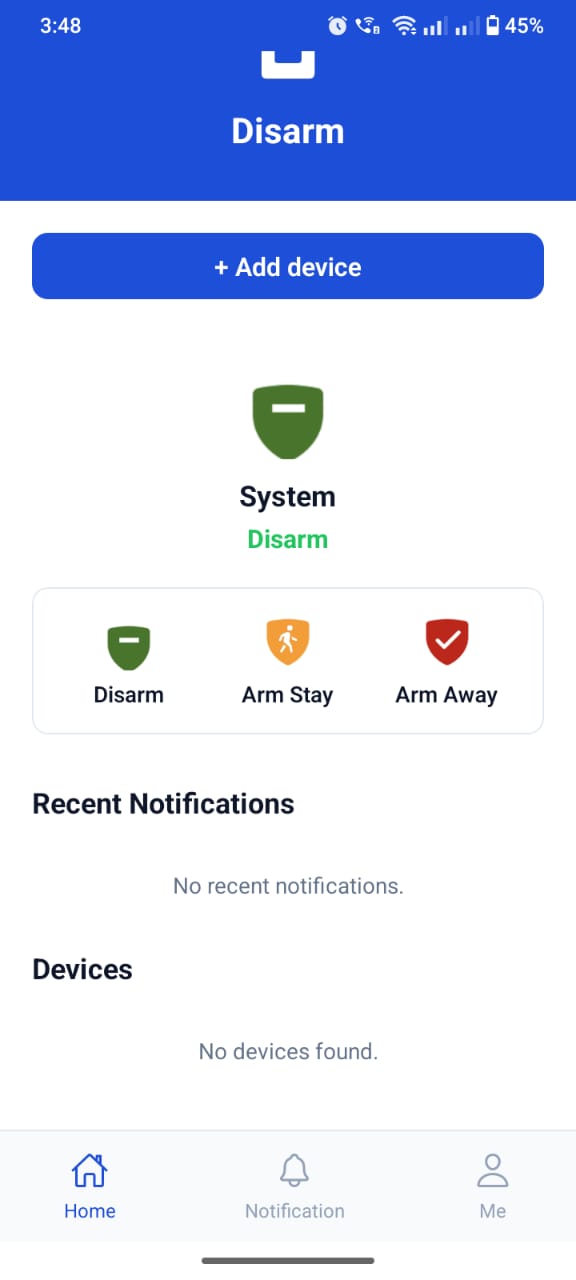 3:48
45%
Disarm
+ Add device
System
Disarm
Disarm
Arm Stay
Arm Away
Recent Notifications
No recent notifications.
Devices
No devices found.
Home
Notification
Me